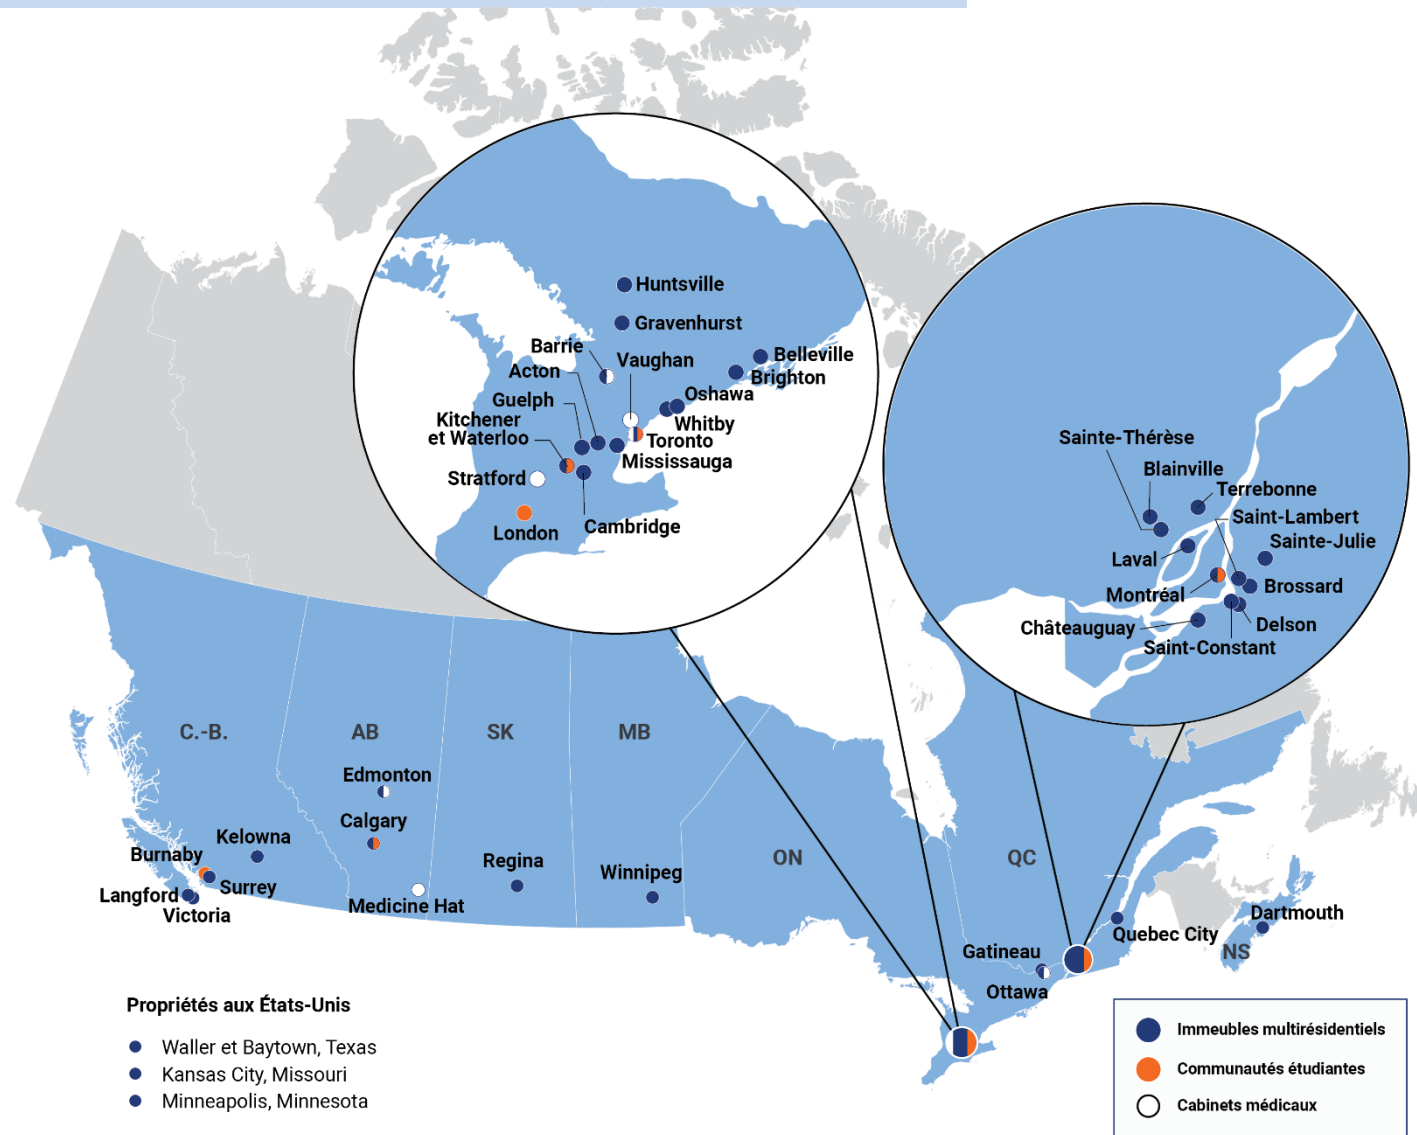 Huntsville
Gravenhurst
Barrie
Vaughan
Belleville
Acton
Brighton
Guelph
Oshawa
Kitchener
et Waterloo
Whitby
Toronto
Mississauga
Stratford
London
Cambridge
Sainte-Thérèse
Blainville
Terrebonne
Saint-Lambert
Sainte-Julie
Laval
Montréal
Brossard
Châteauguay
Delson
Saint-Constant
C.-B.
AB
SK
MB
ON
QC
NS
Edmonton
Calgary
Kelowna
Burnaby
Surrey
Langford
Victoria
Medicine Hat
Regina
Winnipeg
Gatineau
Ottawa
Quebec City
Dartmouth
Propriétés aux États-Unis
Waller et Baytown, Texas
Kansas City, Missouri
Minneapolis, Minnesota
Immeubles multirésidentiels
Communautés étudiantes
Cabinets médicaux